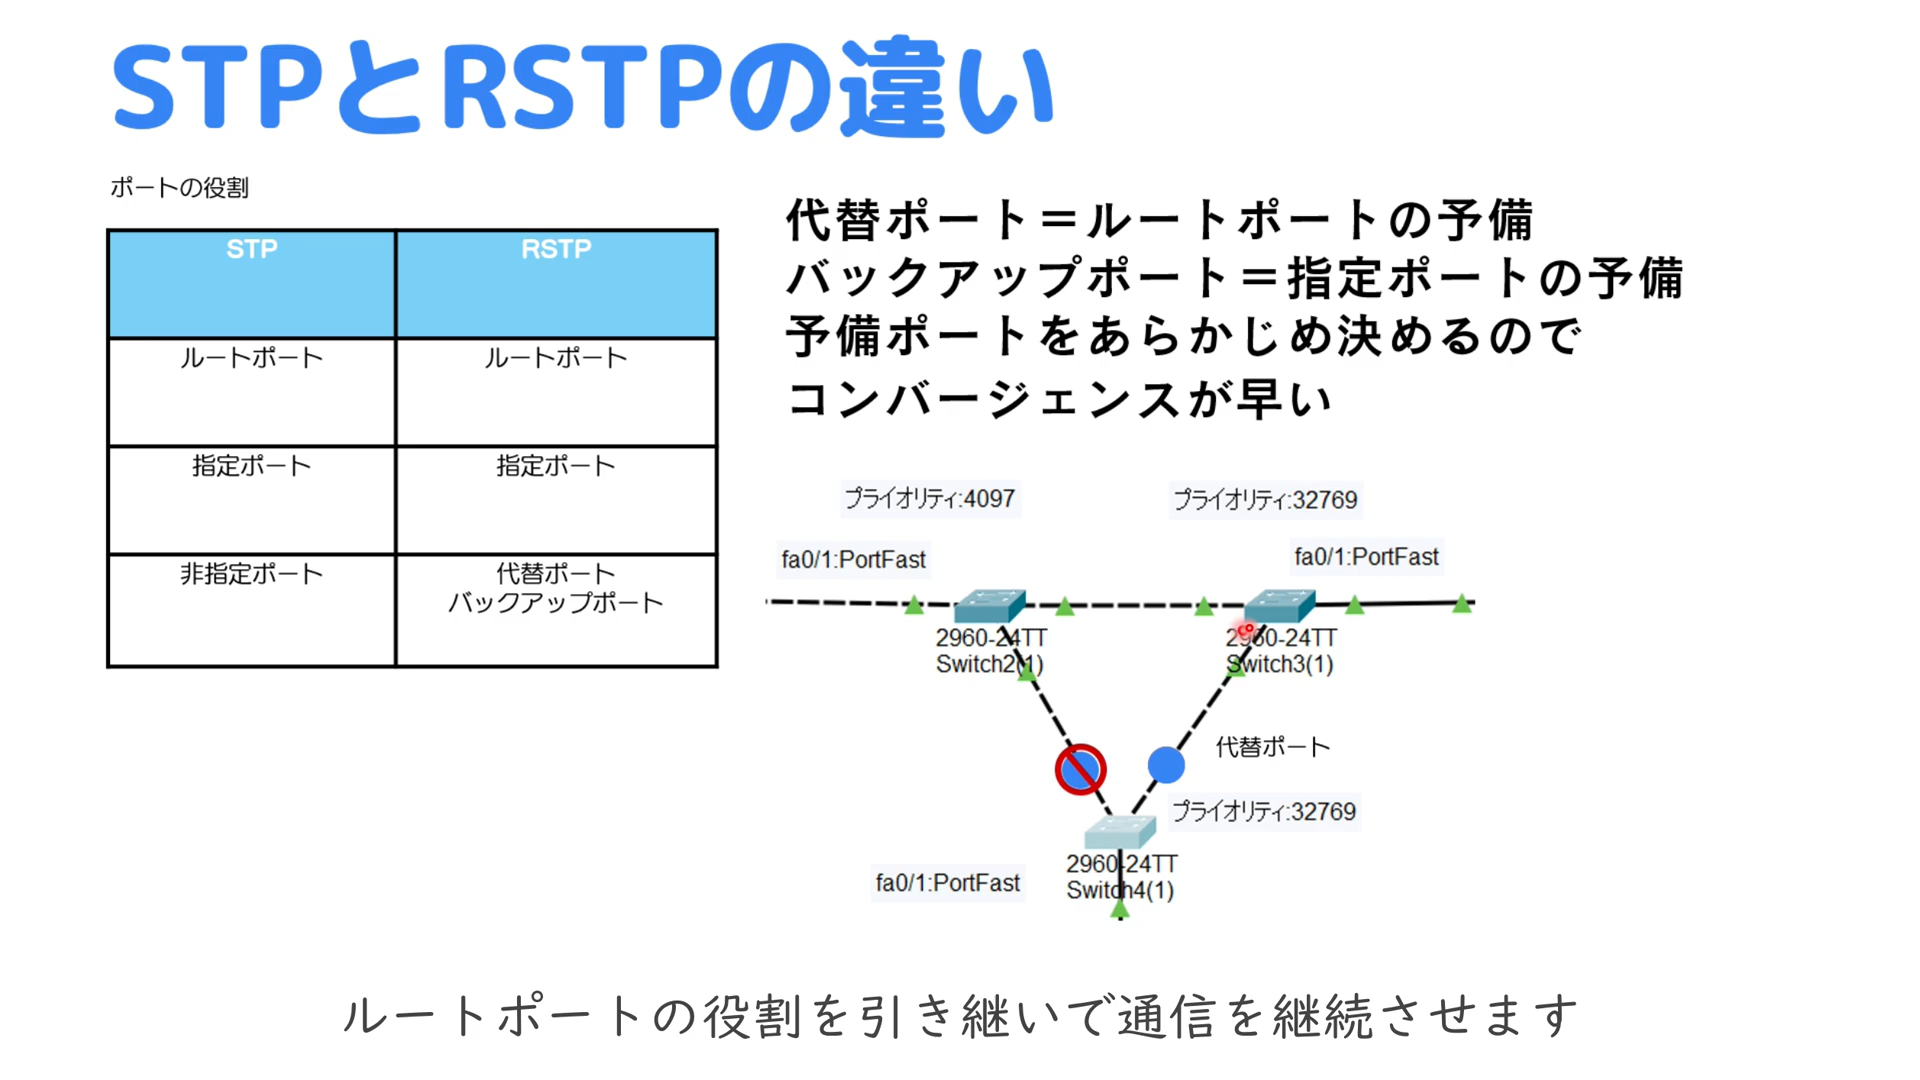 STPとRSTPの違い
ポートの役割
STP
RSTP
ルートポート
ルートポート
指定ポート
指定ポート
非指定ポート
代替ポート
バックアップポート
代替ポート＝ルートポートの予備
バックアップポート＝指定ポートの予備
予備ポートをあらかじめ決めるので
コンバージェンスが早い
プライオリティ:4097
プライオリティ:32769
fa0/1:PortFast
fa0/1:PortFast
2960-24TT
Switch2(1)
2960-24TT
Switch3(1)
代替ポート
プライオリティ:32769
2960-24TT
Switch4(1)
fa0/1:PortFast
ルートポートの役割を引き継いで通信を継続させます